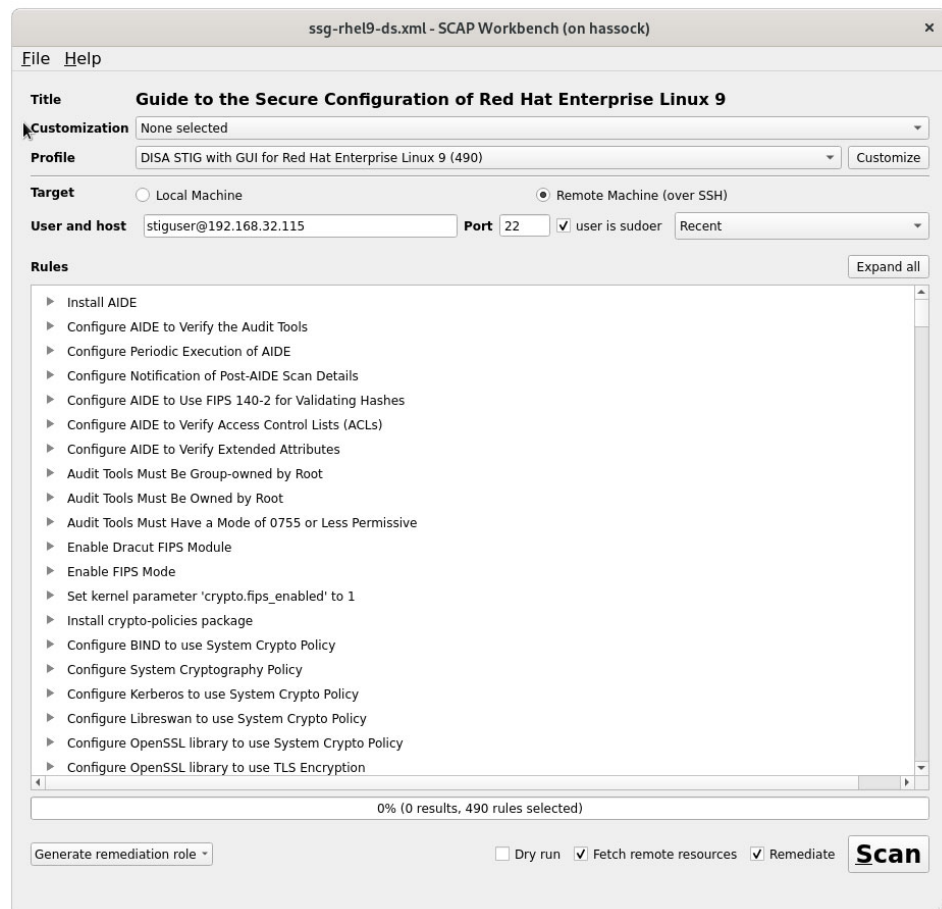 ssg-rhel9-ds.xml - SCAP Workbench (on hassock)
File Help
Title Guide to the Secure Configuration of Red Hat Enterprise Linux 9
Customization None selected
Profile DISA STIG with GUI for Red Hat Enterprise Linux 9 (490) Customize
Target Local Machine Remote Machine (over SSH)
User and host stiguser@192.168.32.115 Port 22 user is sudoer Recent
Rules Expand all
Install AIDE
Configure AIDE to Verify the Audit Tools
Configure Periodic Execution of AIDE
Configure Notification of Post-AIDE Scan Details
Configure AIDE to Use FIPS 140-2 for Validating Hashes
Configure AIDE to Verify Access Control Lists (ACLs)
Configure AIDE to Verify Extended Attributes
Audit Tools Must Be Group-owned by Root
Audit Tools Must Be Owned by Root
Audit Tools Must Have a Mode of 0755 or Less Permissive
Enable Dracut FIPS Module
Enable FIPS Mode
Set kernel parameter 'crypto.fips_enabled' to 1
Install crypto-policies package
Configure BIND to use System Crypto Policy
Configure System Cryptography Policy
Configure Kerberos to use System Crypto Policy
Configure Libreswan to use System Crypto Policy
Configure OpenSSL library to use System Crypto Policy
Configure OpenSSL library to use TLS Encryption
0% (0 results, 490 rules selected)
Generate remediation role Dry run Fetch remote resources Remediate Scan